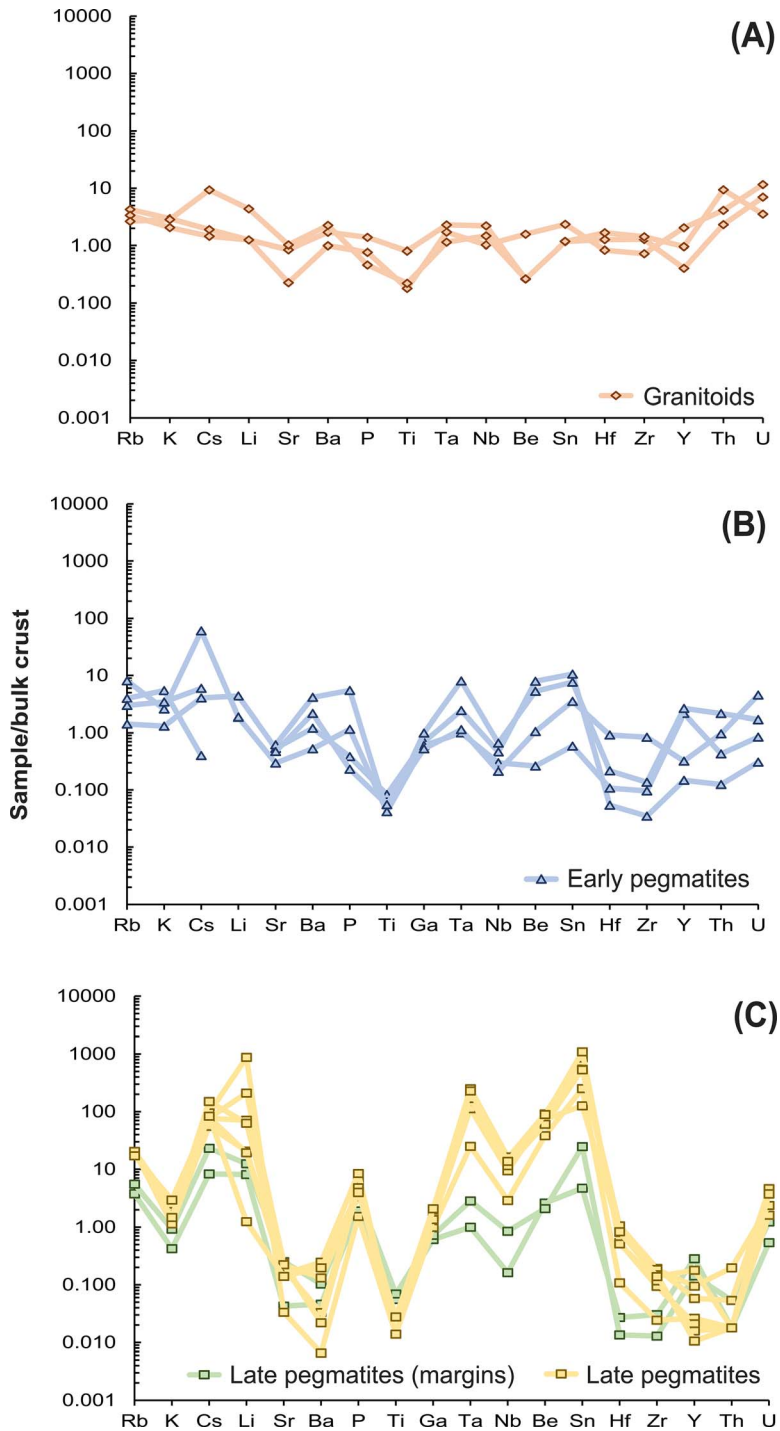 (A)
10000
1000
100
10
1.00
0.100
0.010
0.001
Granitoids
Rb K Cs Li Sr Ba P Ti Ta Nb Be Sn Hf Zr Y Th U
Sample/bulk crust
(B)
10000
1000
100
10
1.00
0.100
0.010
0.001
Early pegmatites
Rb K Cs Li Sr Ba P Ti Ga Ta Nb Be Sn Hf Zr Y Th U
(C)
10000
1000
100
10
1.00
0.100
0.010
0.001
Late pegmatites (margins) Late pegmatites
Rb K Cs Li Sr Ba P Ti Ga Ta Nb Be Sn Hf Zr Y Th U